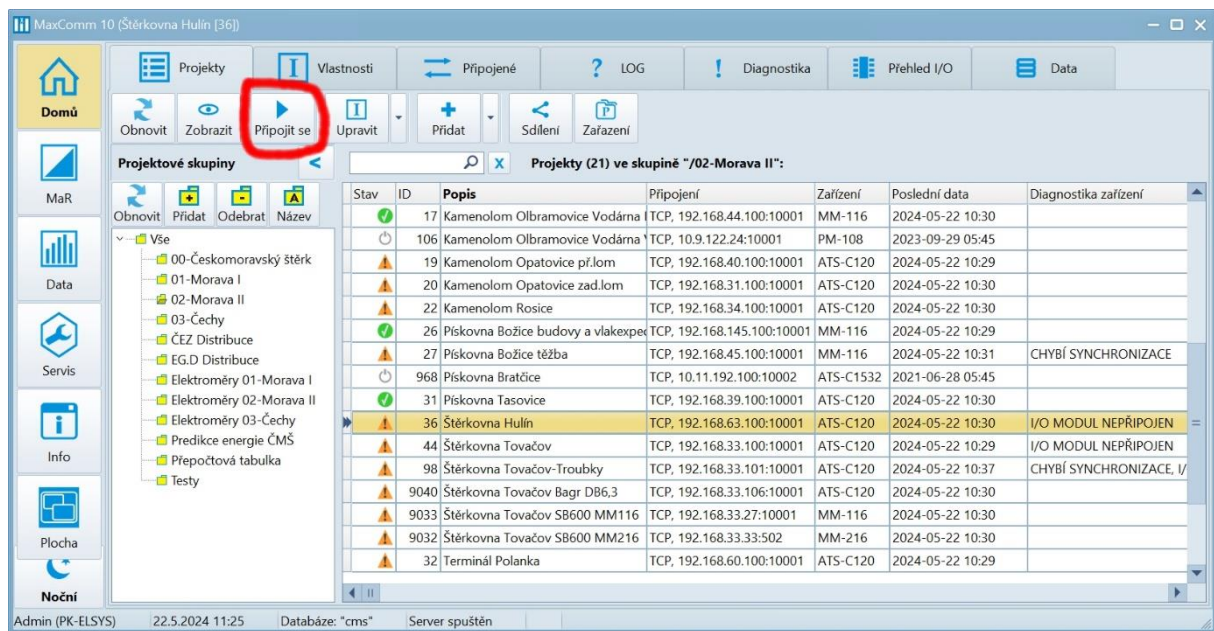 MaxComm 10 (Štěrkovna Hulín [36])
Projekty Vlastnosti Připojené ? LOG ! Diagnostika Přehled I/O Data
Domů
Obnovit Zobrazit Připojit se Upravit Přidat Sdílení Zařazení
Projektové skupiny < X Projekty (21) ve skupině "/02-Morava II":
MaR
Obnovit Přidat Odebrat Název
Vše
00-Českomoravský štěrk
01-Morava I
02-Morava II
03-Čechy
ČEZ Distribuce
EG.D Distribuce
Elektroměry 01-Morava I
Elektroměry 02-Morava II
Elektroměry 03-Čechy
Predikce energie ČMŠ
Přepočtová tabulka
Testy
Stav ID Popis Připojení Zařízení Poslední data Diagnostika zařízení
17 Kamenolom Olbramovice Vodárna TCP, 192.168.44.100:10001 MM-116 2024-05-22 10:30
106 Kamenolom Olbramovice Vodárna TCP, 10.9.122.24:10001 PM-108 2023-09-29 05:45
19 Kamenolom Opatovice př.lom TCP, 192.168.40.100:10001 ATS-C120 2024-05-22 10:29
20 Kamenolom Opatovice zad.lom TCP, 192.168.31.100:10001 ATS-C120 2024-05-22 10:30
22 Kamenolom Rosice TCP, 192.168.34.100:10001 ATS-C120 2024-05-22 10:30
26 Pískovna Božice budovy a vlakexpe TCP, 192.168.145.100:10001 MM-116 2024-05-22 10:29
27 Pískovna Božice těžba TCP, 192.168.45.100:10001 MM-116 2024-05-22 10:31 CHYBÍ SYNCHRONIZACE
968 Pískovna Bratčice TCP, 10.11.192.100:10002 ATS-C1532 2021-06-28 05:45
31 Pískovna Tasovice TCP, 192.168.39.100:10001 ATS-C120 2024-05-22 10:30
36 Štěrkovna Hulín TCP, 192.168.63.100:10001 ATS-C120 2024-05-22 10:30 I/O MODUL NEPŘIPOJEN
44 Štěrkovna Tovačov TCP, 192.168.33.100:10001 ATS-C120 2024-05-22 10:29 I/O MODUL NEPŘIPOJEN
98 Štěrkovna Tovačov-Troubky TCP, 192.168.33.101:10001 ATS-C120 2024-05-22 10:37 CHYBÍ SYNCHRONIZACE, I/
9040 Štěrkovna Tovačov Bagr DB6,3 TCP, 192.168.33.106:10001 ATS-C120 2024-05-22 10:30
9033 Štěrkovna Tovačov SB600 MM116 TCP, 192.168.33.27:10001 MM-116 2024-05-22 10:30
9032 Štěrkovna Tovačov SB600 MM216 TCP, 192.168.33.33:502 MM-216 2024-05-22 10:30
32 Terminál Polanka TCP, 192.168.60.100:10001 ATS-C120 2024-05-22 10:29
Data
Servis
Info
Plocha
Noční
Admin (PK-ELSYS) 22.5.2024 11:25 Databáze: "cms" Server spuštěn